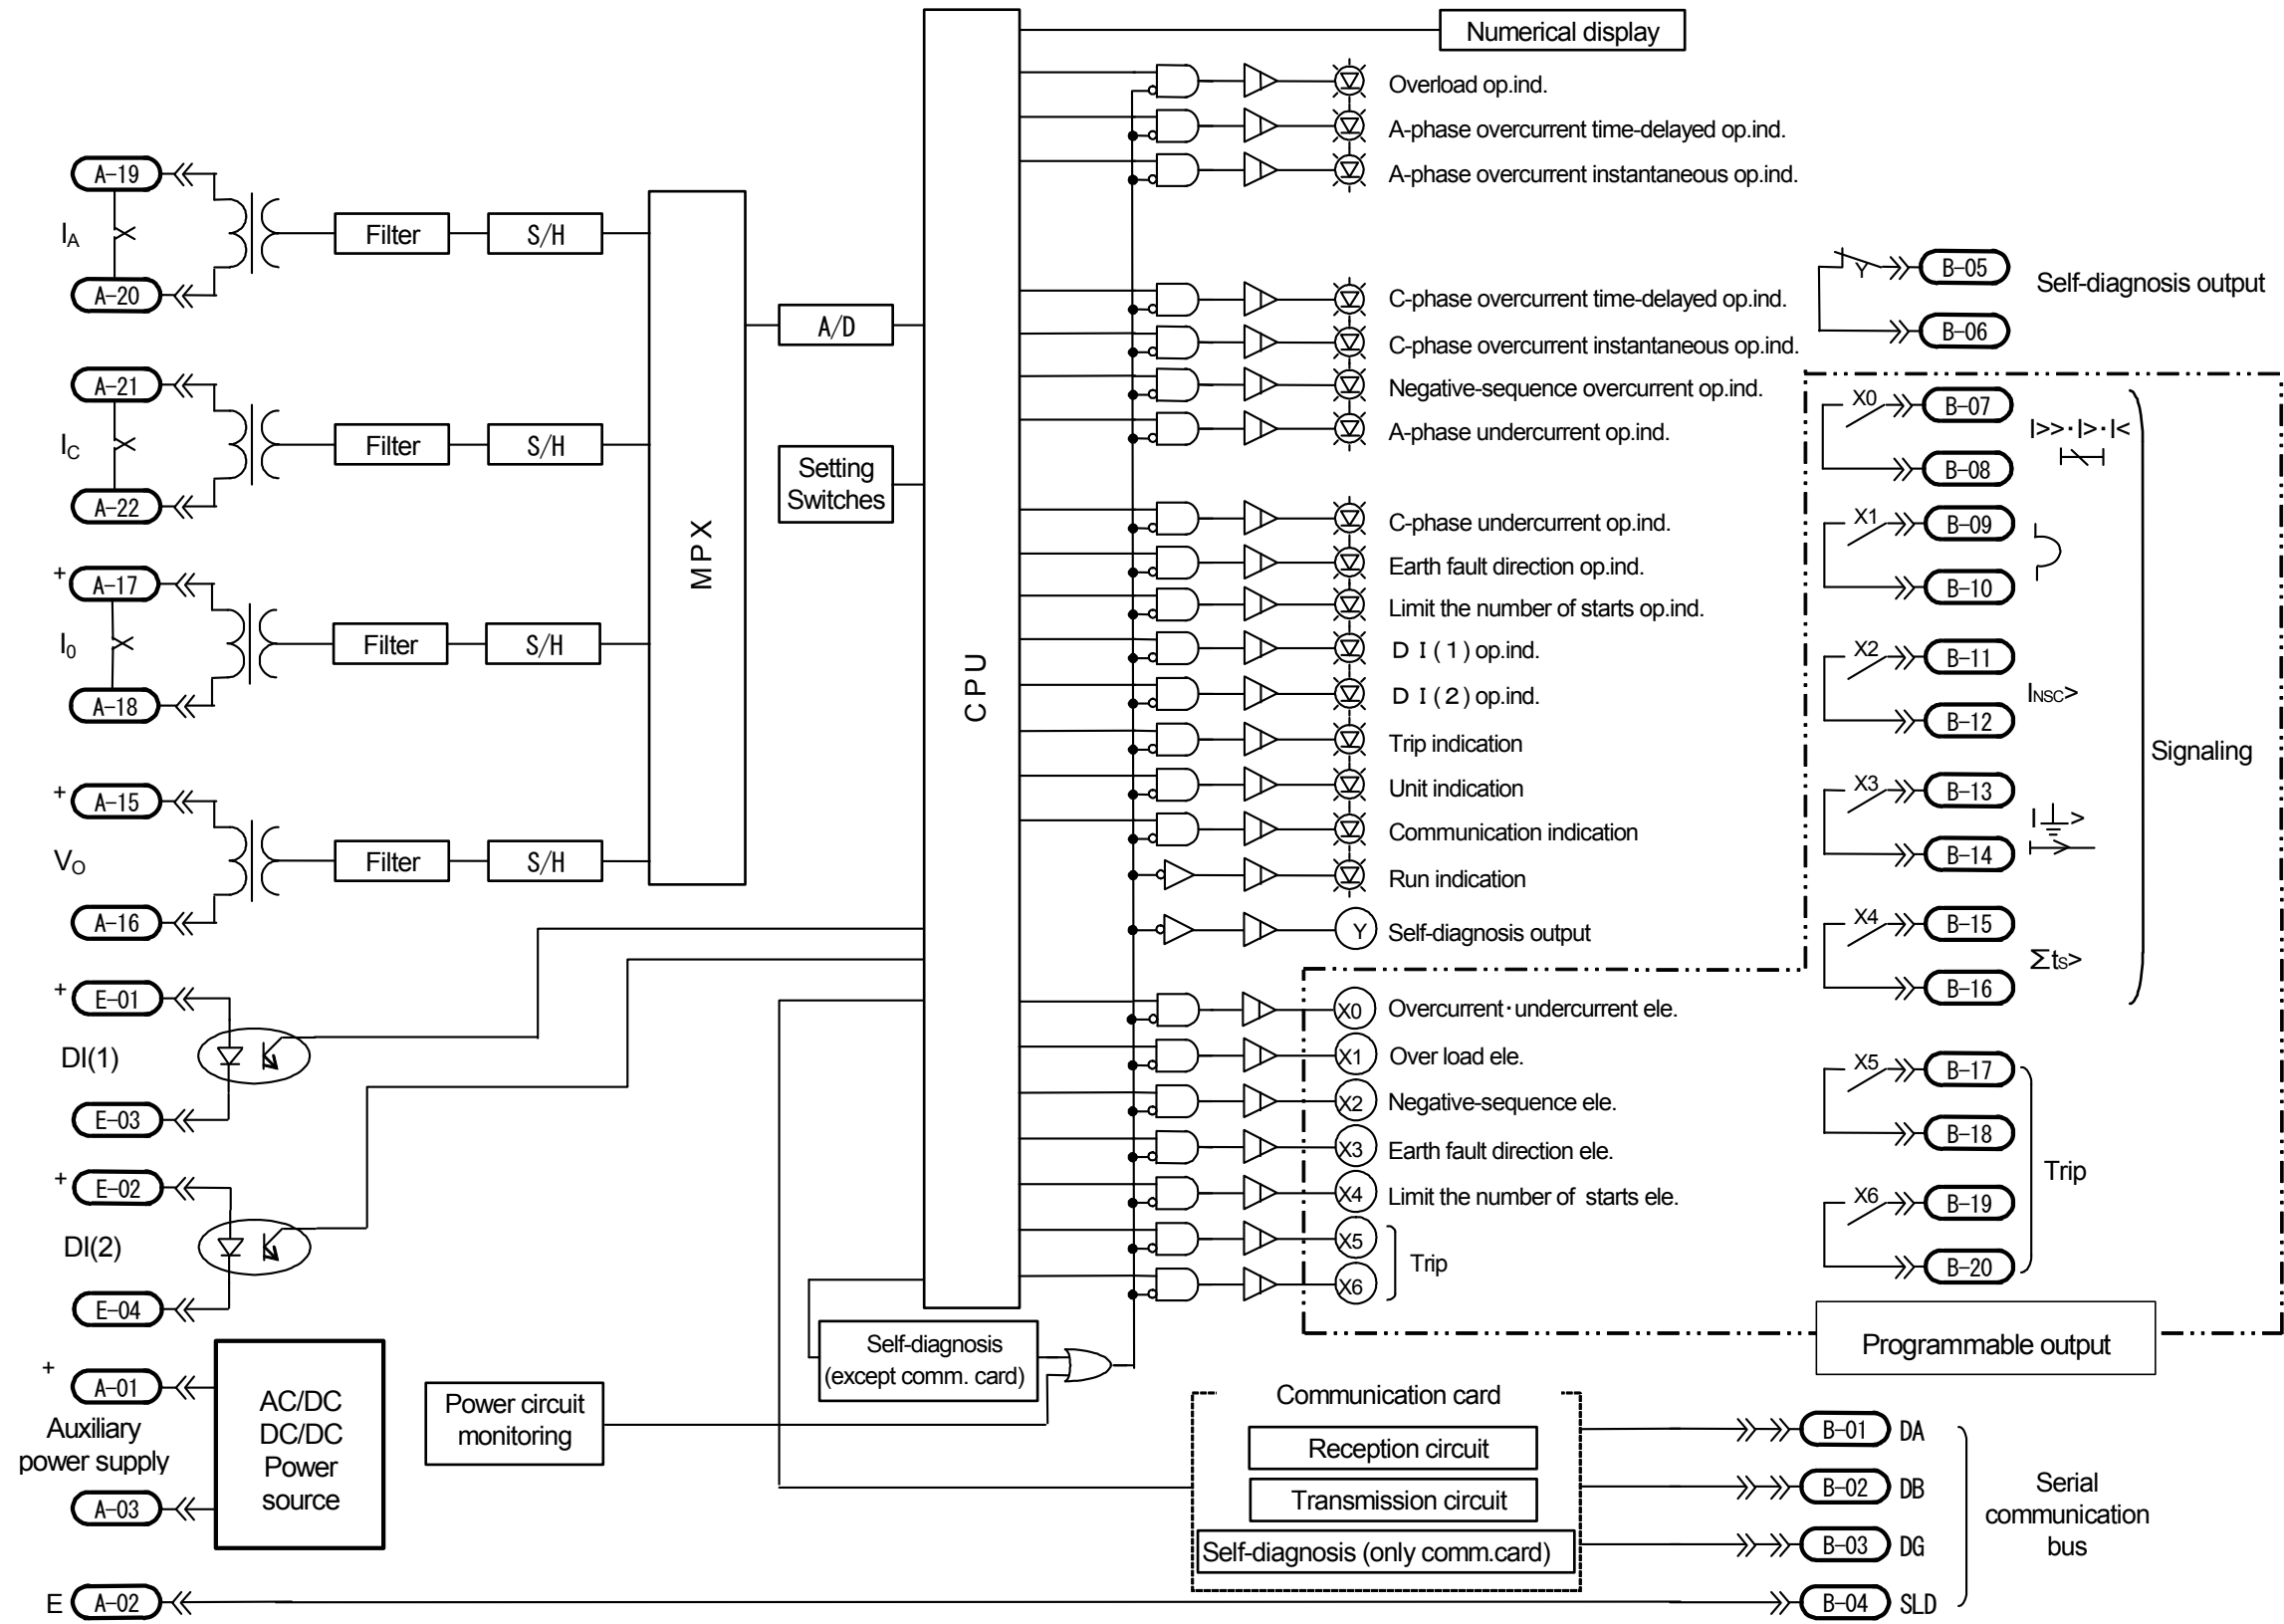 Numerical display
Overload op.ind.
A-phase overcurrent time-delayed op.ind.
A-phase overcurrent instantaneous op.ind.
C-phase overcurrent time-delayed op.ind.
C-phase overcurrent instantaneous op.ind.
Negative-sequence overcurrent op.ind.
A-phase undercurrent op.ind.
C-phase undercurrent op.ind.
Earth fault direction op.ind.
Limit the number of starts op.ind.
D I ( 1 ) op.ind.
D I ( 2 ) op.ind.
Trip indication
Unit indication
Communication indication
Run indication
Y Self-diagnosis output
X0 Overcurrent·undercurrent ele.
X1 Over load ele.
X2 Negative-sequence ele.
X3 Earth fault direction ele.
X4 Limit the number of starts ele.
X5
Trip
X6
A-19
IA
A-20
Filter
S/H
A-21
IC
A-22
Filter
S/H
+ A-17
I0
A-18
Filter
S/H
+ A-15
VO
A-16
Filter
S/H
MPX
A/D
Setting
Switches
CPU
+ E-01
DI(1)
E-03
+ E-02
DI(2)
E-04
+
A-01
Auxiliary
power supply
A-03
AC/DC
DC/DC
Power
source
E A-02
Power circuit
monitoring
Self-diagnosis
(except comm. card)
Communication card
Reception circuit
Transmission circuit
Self-diagnosis (only comm.card)
Y B-05
Self-diagnosis output
B-06
X0 B-07
I>>·I>·I<
B-08
X1 B-09
B-10
X2 B-11
INSC>
B-12
X3 B-13
I >
B-14
X4 B-15
Σts>
B-16
Signaling
X5 B-17
B-18
Trip
X6 B-19
B-20
Programmable output
B-01 DA
B-02 DB
B-03 DG
B-04 SLD
Serial
communication
bus